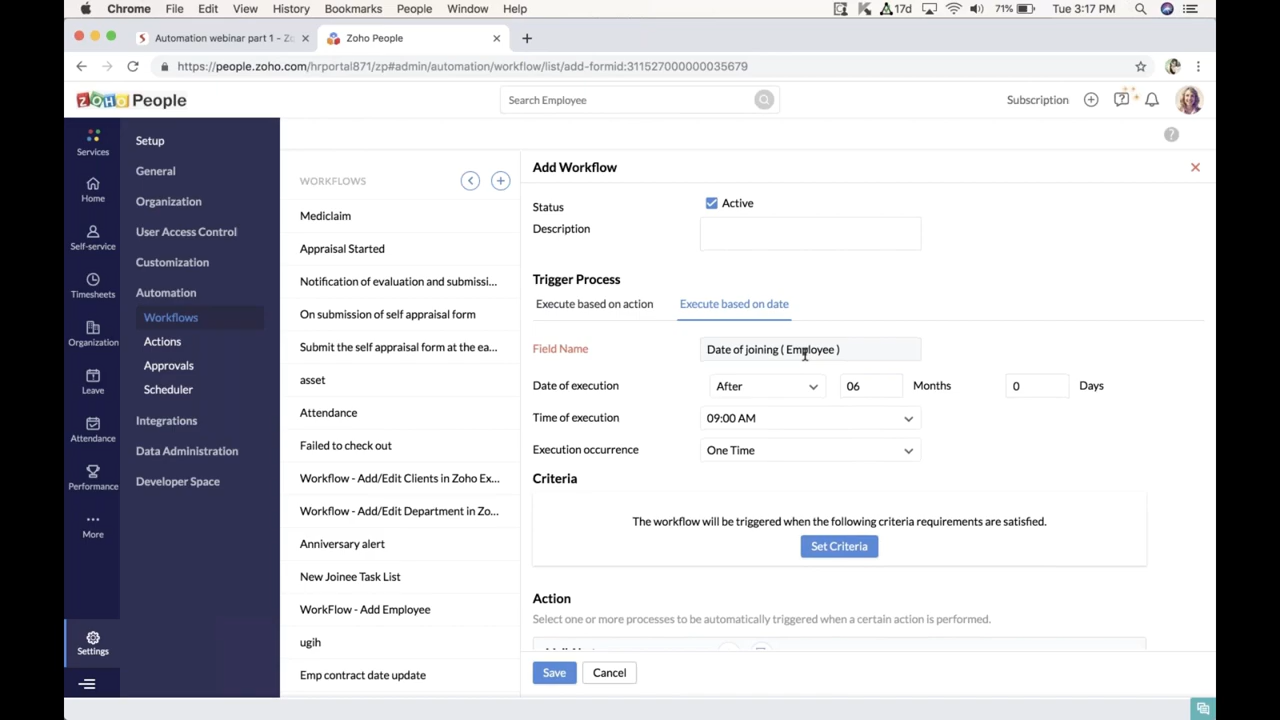 Chrome File Edit View History Bookmarks People Window Help 17d 71% Tue 3:17 PM
Automation webinar part 1 - Zo
Zoho People
https://people.zoho.com/hrportal871/zp#admin/automation/workflow/list/add-formid:311527000000035679
ZOHO People
Search Employee
Subscription
Services
Home
Self-service
Timesheets
Organization
Leave
Attendance
Performance
More
Settings
Setup
General
Organization
User Access Control
Customization
Automation
Workflows
Actions
Approvals
Scheduler
Integrations
Data Administration
Developer Space
WORKFLOWS
Mediclaim
Appraisal Started
Notification of evaluation and submissi...
On submission of self appraisal form
Submit the self appraisal form at the ea...
asset
Attendance
Failed to check out
Workflow - Add/Edit Clients in Zoho Ex...
Workflow - Add/Edit Department in Zo...
Anniversary alert
New Joinee Task List
WorkFlow - Add Employee
ugih
Emp contract date update
Add Workflow
Status Active
Description
Trigger Process
Execute based on action Execute based on date
Field Name Date of joining ( Employee )
Date of execution After 06 Months 0 Days
Time of execution 09:00 AM
Execution occurrence One Time
Criteria
The workflow will be triggered when the following criteria requirements are satisfied.
Set Criteria
Action
Select one or more processes to be automatically triggered when a certain action is performed.
Save Cancel